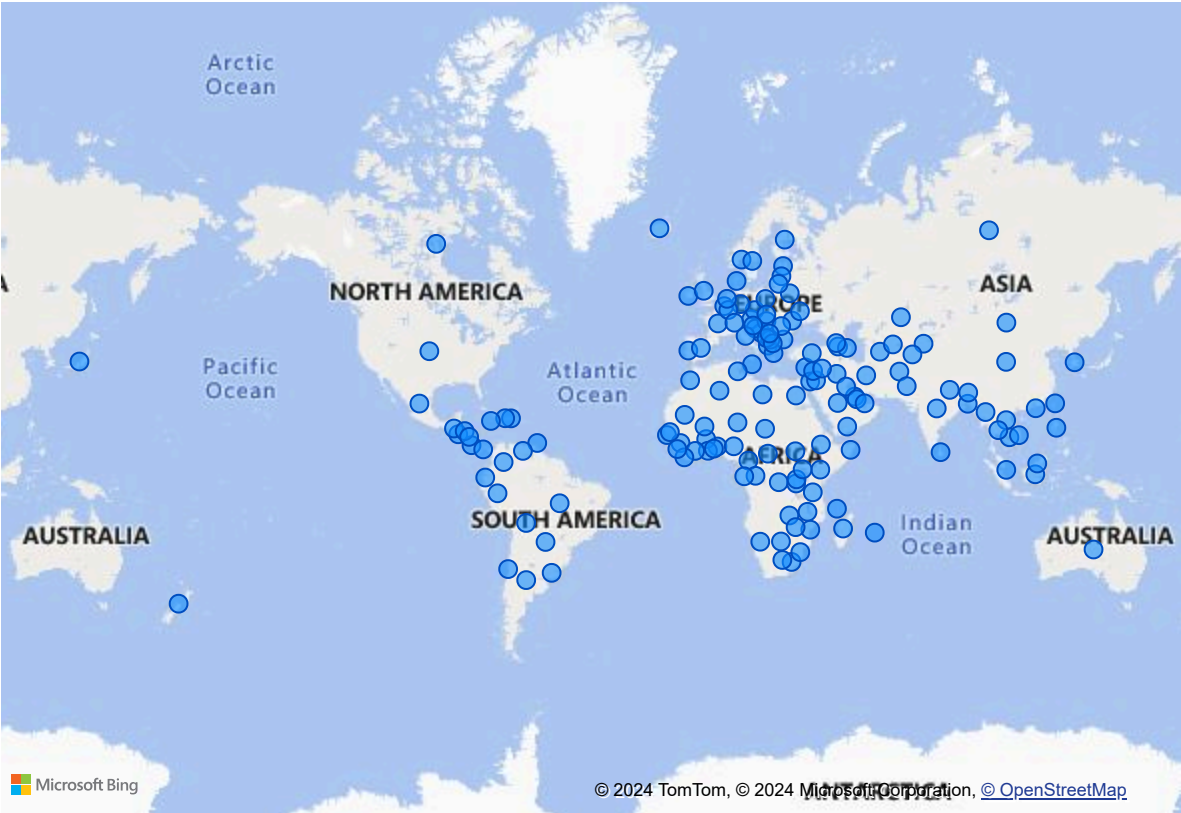 Arctic
Ocean
NORTH AMERICA
ASIA
EUROPE
Pacific
Ocean
Atlantic
Ocean
AFRICA
SOUTH AMERICA
Indian
Ocean
AUSTRALIA
AUSTRALIA
Microsoft Bing
ANTARCTICA
© 2024 TomTom, © 2024 Microsoft Corporation, © OpenStreetMap